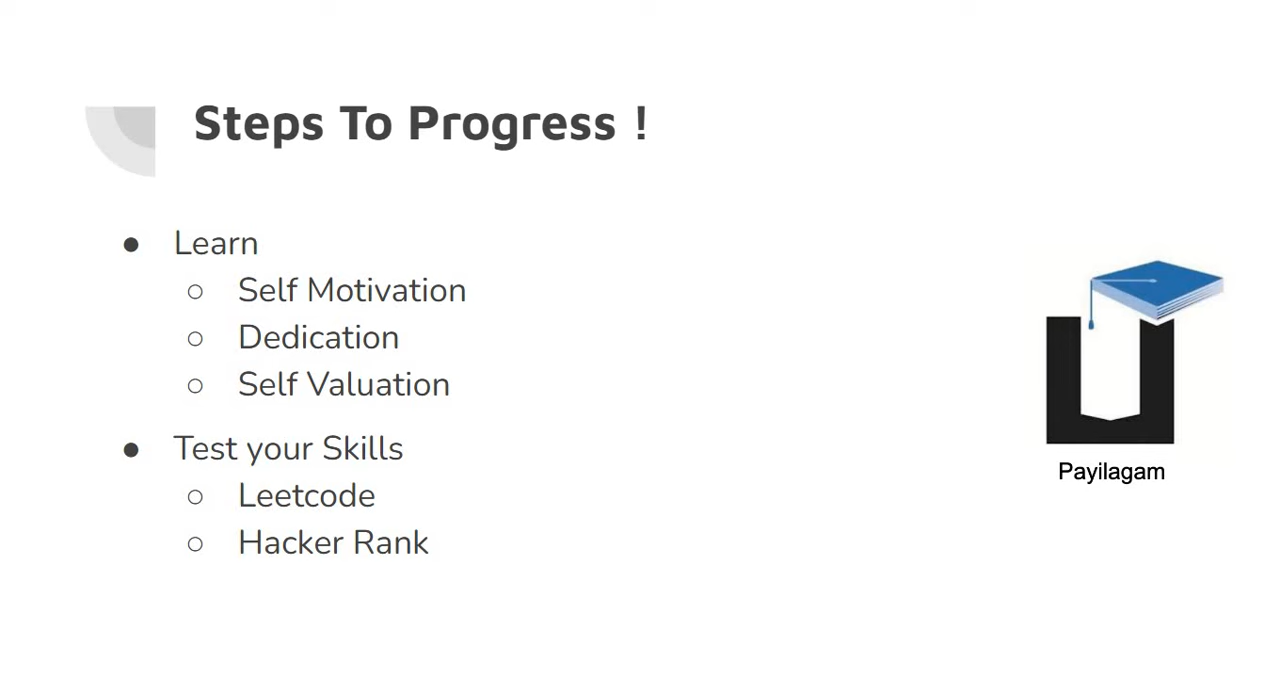 Steps To Progress !
● Learn
○ Self Motivation
○ Dedication
○ Self Valuation
● Test your Skills
○ Leetcode
○ Hacker Rank
Payilagam